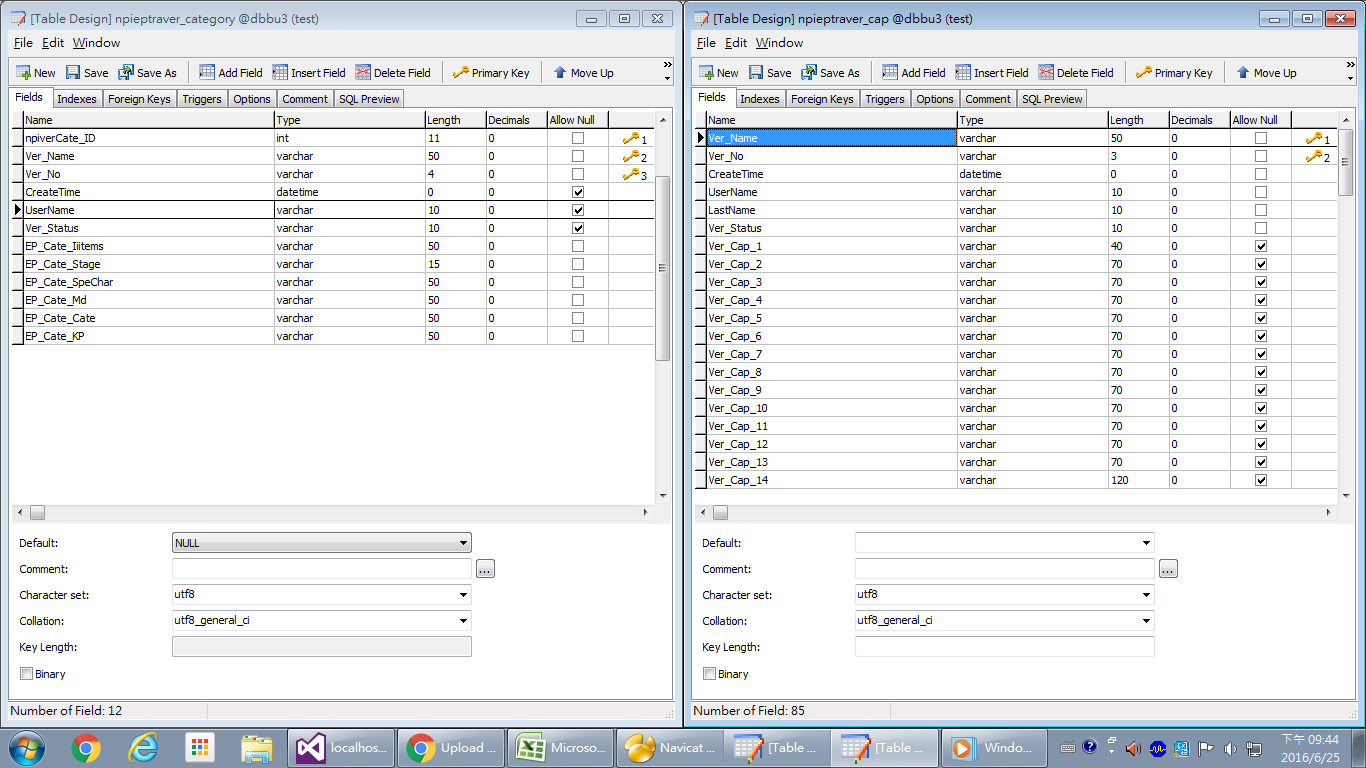 [Table Design] npieptraver_category @dbbu3 (test)
File Edit Window
New Save Save As Add Field Insert Field Delete Field Primary Key Move Up »
Fields Indexes Foreign Keys Triggers Options Comment SQL Preview
Name Type Length Decimals Allow Null
npiverCate_ID int 11 1
Ver_Name varchar 50 0 2
Ver_No varchar 4 0 3
CreateTime datetime 0 0
UserName varchar 10 0
Ver_Status varchar 10 0
EP_Cate_Iiitems varchar 50 0
EP_Cate_Stage varchar 15 0
EP_Cate_SpeChar varchar 50 0
EP_Cate_Md varchar 50 0
EP_Cate_Cate varchar 50 0
EP_Cate_KP varchar 50 0
Default: NULL
Comment: ...
Character set: utf8
Collation: utf8_general_ci
Key Length:
Binary
Number of Field: 12
[Table Design] npieptraver_cap @dbbu3 (test)
File Edit Window
New Save Save As Add Field Insert Field Delete Field Primary Key Move Up »
Fields Indexes Foreign Keys Triggers Options Comment SQL Preview
Name Type Length Decimals Allow Null
Ver_Name varchar 50 0 1
Ver_No varchar 3 0 2
CreateTime datetime 0 0
UserName varchar 10 0
LastName varchar 10 0
Ver_Status varchar 10 0
Ver_Cap_1 varchar 40 0
Ver_Cap_2 varchar 70 0
Ver_Cap_3 varchar 70 0
Ver_Cap_4 varchar 70 0
Ver_Cap_5 varchar 70 0
Ver_Cap_6 varchar 70 0
Ver_Cap_7 varchar 70 0
Ver_Cap_8 varchar 70 0
Ver_Cap_9 varchar 70 0
Ver_Cap_10 varchar 70 0
Ver_Cap_11 varchar 70 0
Ver_Cap_12 varchar 70 0
Ver_Cap_13 varchar 70 0
Ver_Cap_14 varchar 120 0
Default:
Comment: ...
Character set: utf8
Collation: utf8_general_ci
Key Length:
Binary
Number of Field: 85
localhos... Upload ... Microso... Navicat ... [Table ... [Table ... Windo... 下午 09:44
2016/6/25